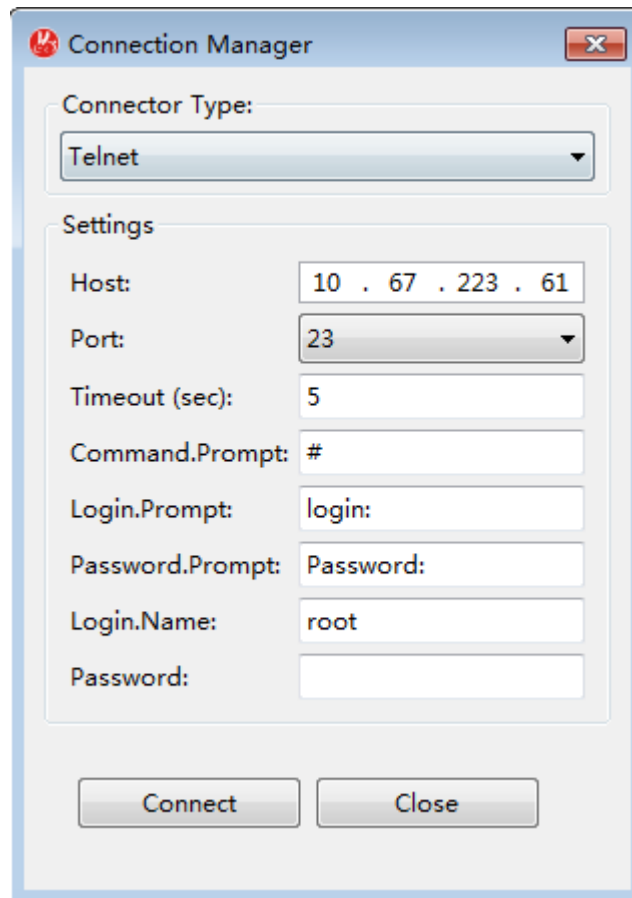 Connection Manager
Connector Type:
Telnet
Settings
Host: 10 . 67 . 223 . 61
Port: 23
Timeout (sec): 5
Command.Prompt: #
Login.Prompt: login:
Password.Prompt: Password:
Login.Name: root
Password:
Connect Close